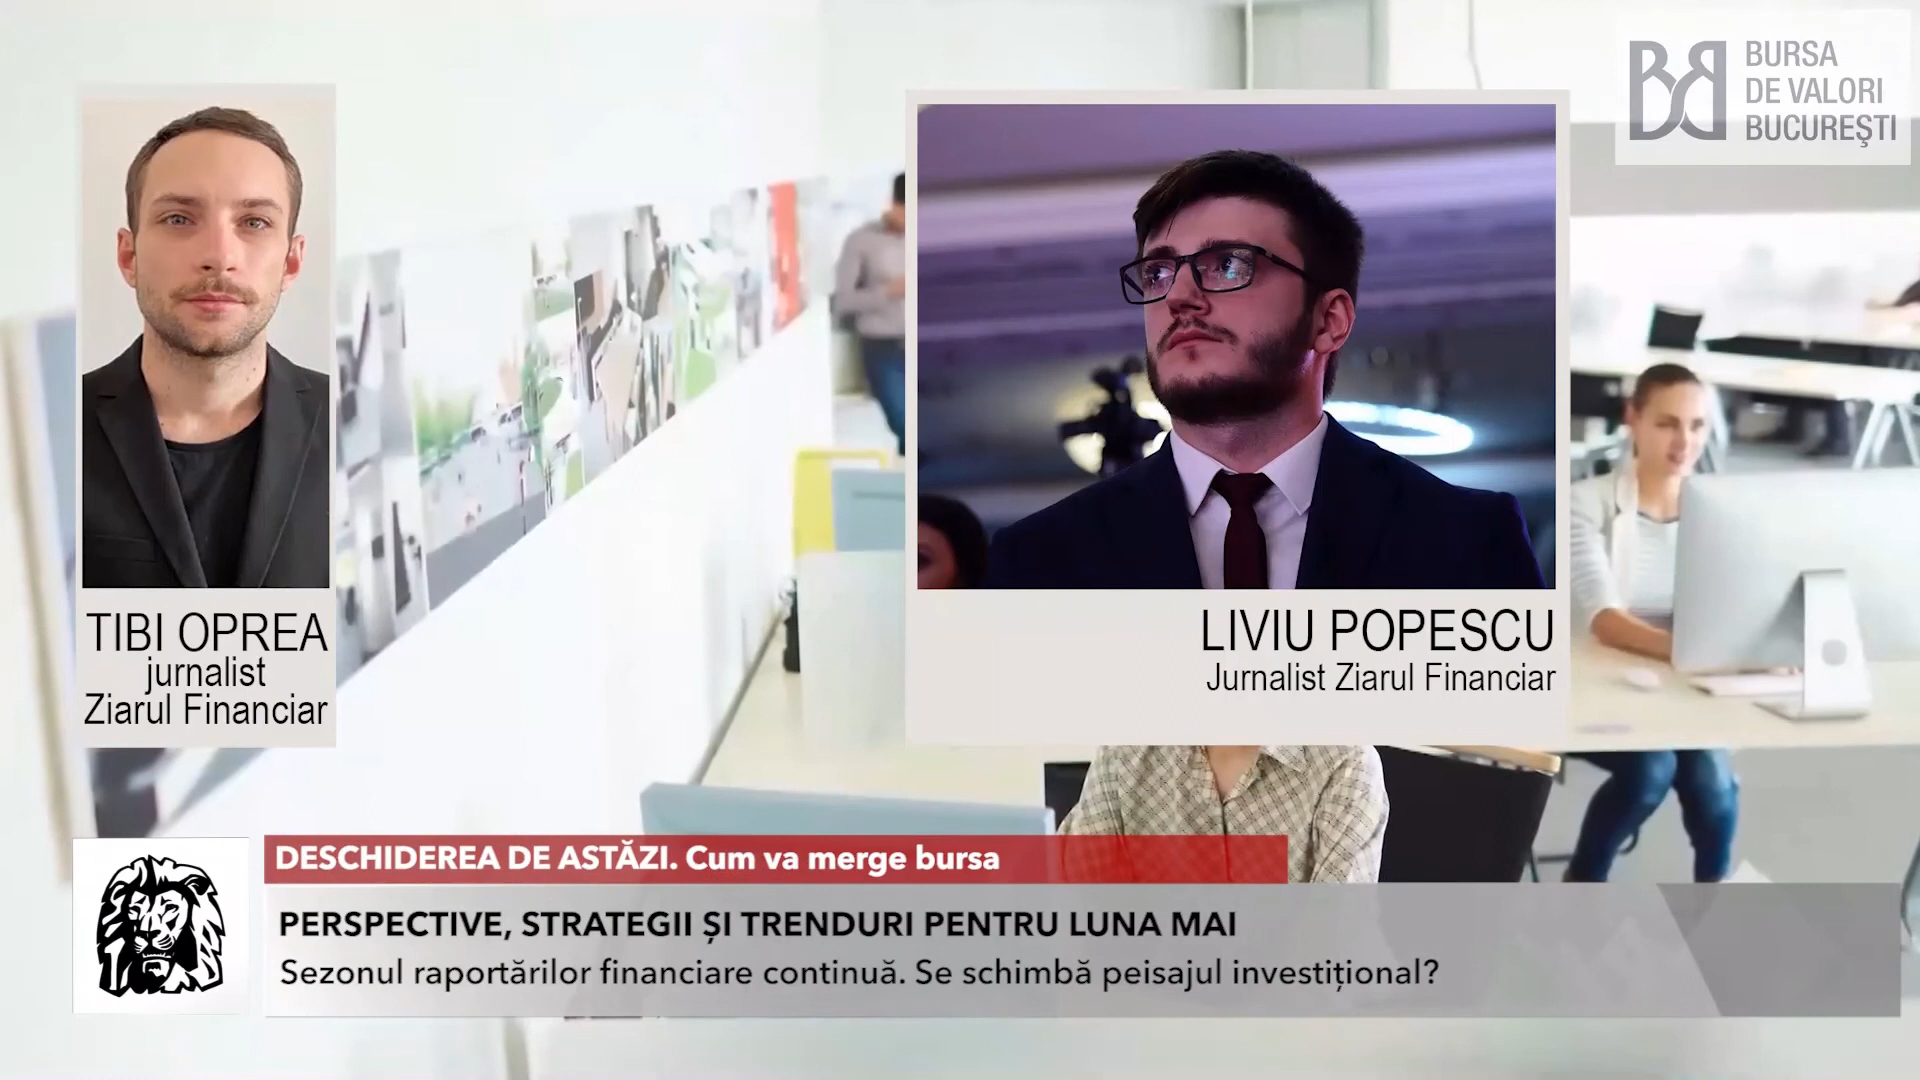 BURSA
DE VALORI
BUCUREŞTI
TIBI OPREA
jurnalist
Ziarul Financiar
LIVIU POPESCU
Jurnalist Ziarul Financiar
DESCHIDEREA DE ASTĂZI. Cum va merge bursa
PERSPECTIVE, STRATEGII ȘI TRENDURI PENTRU LUNA MAI
Sezonul raportărilor financiare continuă. Se schimbă peisajul investițional?